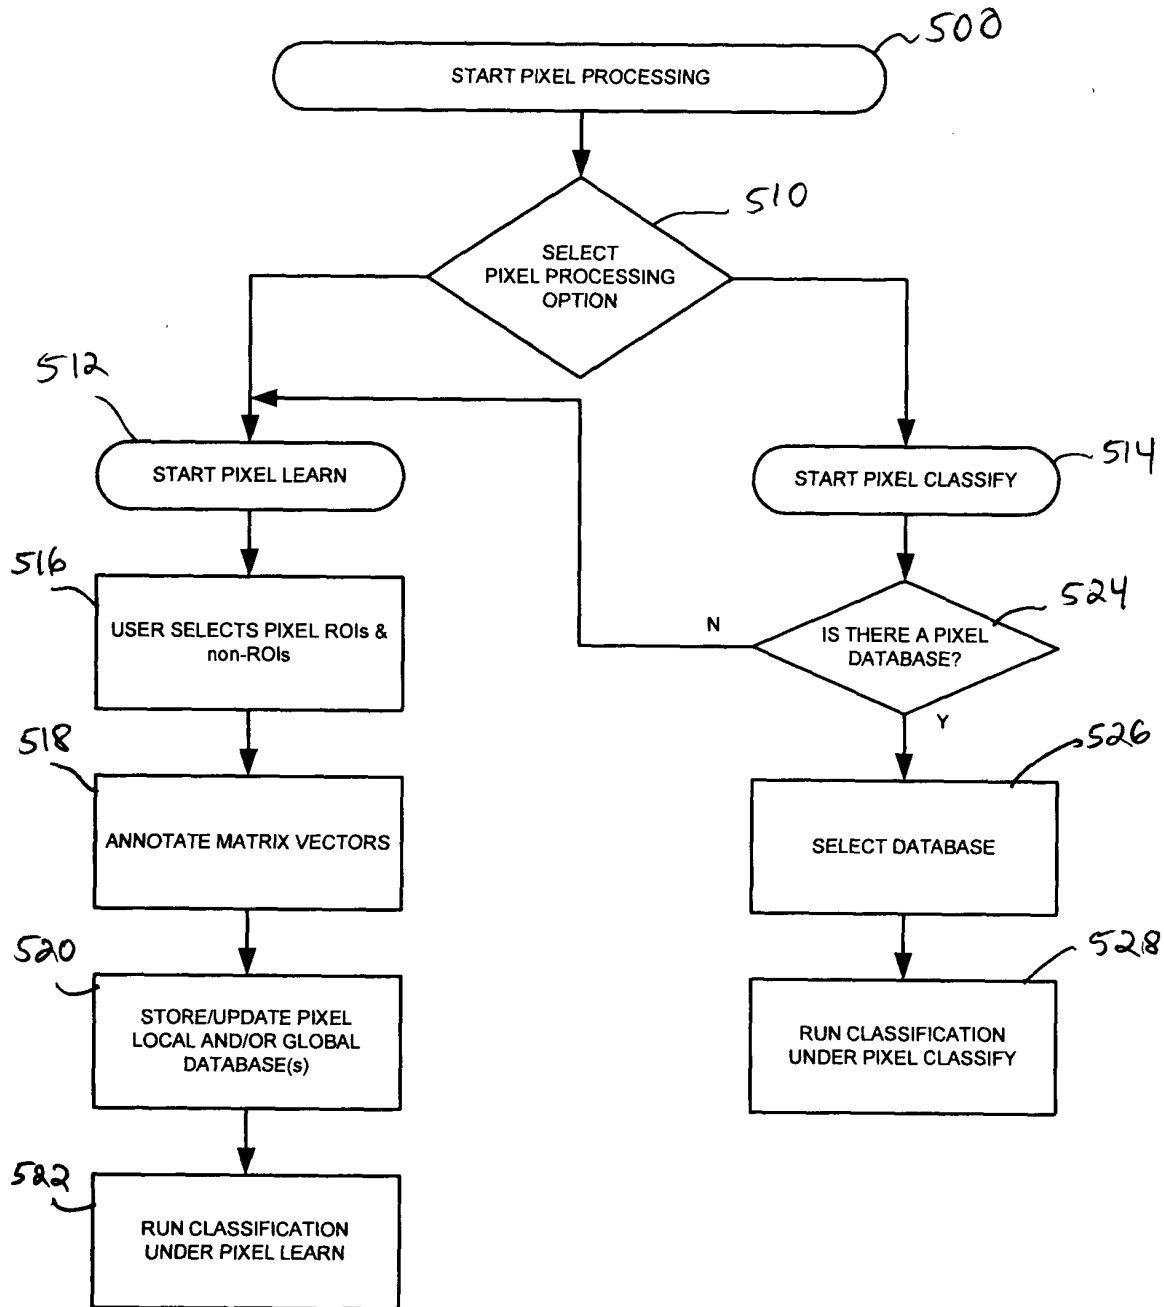 500
START PIXEL PROCESSING
510
SELECT
PIXEL PROCESSING
OPTION
512
START PIXEL LEARN
514
START PIXEL CLASSIFY
516
USER SELECTS PIXEL ROIs &
non-ROIs
524
N
IS THERE A PIXEL
DATABASE?
Y
518
ANNOTATE MATRIX VECTORS
526
SELECT DATABASE
520
STORE/UPDATE PIXEL
LOCAL AND/OR GLOBAL
DATABASE(s)
528
RUN CLASSIFICATION
UNDER PIXEL CLASSIFY
522
RUN CLASSIFICATION
UNDER PIXEL LEARN